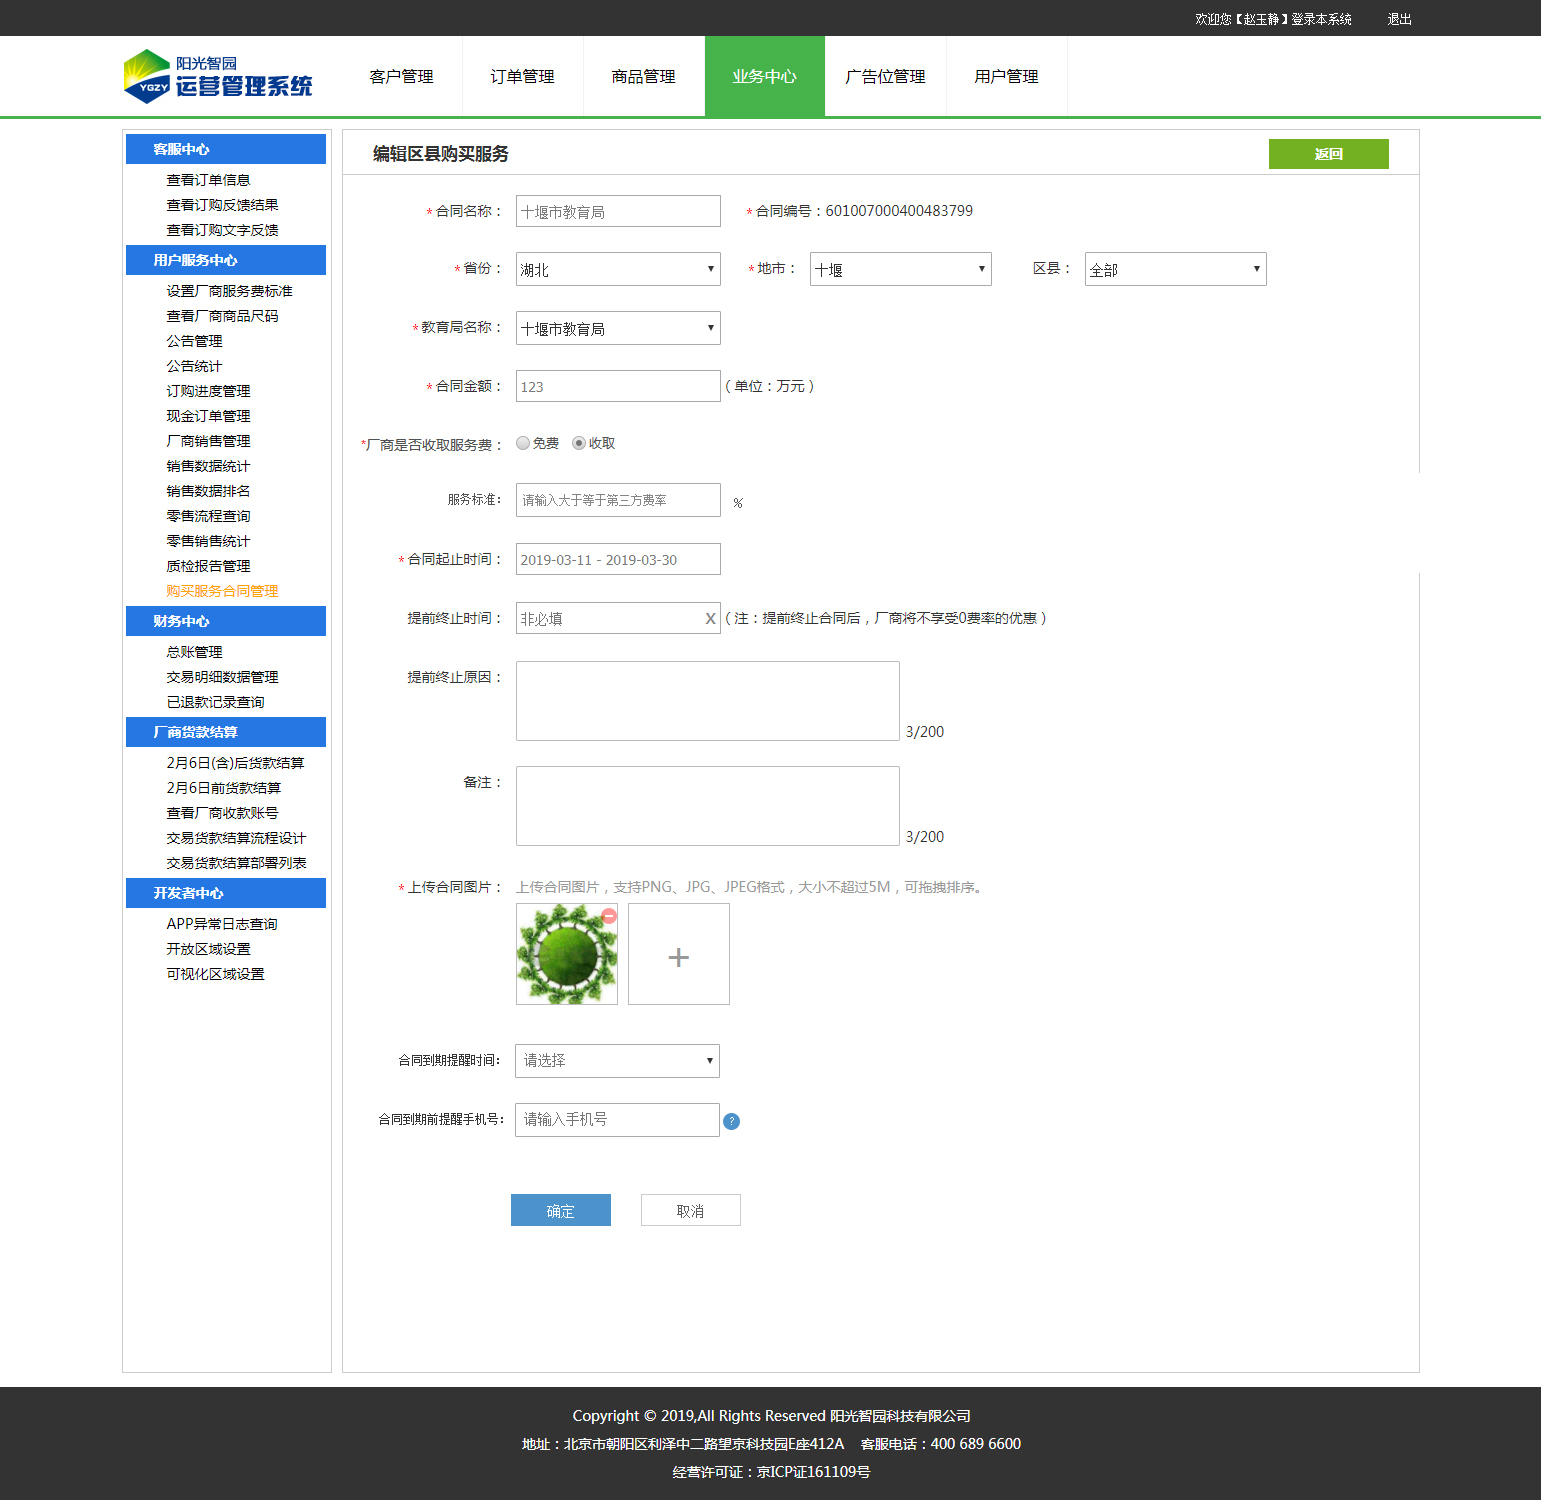 欢迎您【赵玉静】登录本系统 退出
阳光智园
YGZY 运营管理系统
客户管理 订单管理 商品管理 业务中心 广告位管理 用户管理
客服中心
查看订单信息
查看订购反馈结果
查看订购文字反馈
用户服务中心
设置厂商服务费标准
查看厂商商品尺码
公告管理
公告统计
订购进度管理
现金订单管理
厂商销售管理
销售数据统计
销售数据排名
零售流程查询
零售销售统计
质检报告管理
购买服务合同管理
财务中心
总账管理
交易明细数据管理
已退款记录查询
厂商货款结算
2月6日(含)后货款结算
2月6日前货款结算
查看厂商收款账号
交易货款结算流程设计
交易货款结算部署列表
开发者中心
APP异常日志查询
开放区域设置
可视化区域设置
编辑区县购买服务 返回
*合同名称： 十堰市教育局 *合同编号：601007000400483799
*省份： 湖北 *地市： 十堰 区县： 全部
*教育局名称： 十堰市教育局
*合同金额： 123 （单位：万元）
*厂商是否收取服务费： 免费 收取
服务标准： 请输入大于等于第三方费率 %
*合同起止时间： 2019-03-11 - 2019-03-30
提前终止时间： 非必填 X （注：提前终止合同后，厂商将不享受0费率的优惠）
提前终止原因： 3/200
备注： 3/200
*上传合同图片： 上传合同图片，支持PNG、JPG、JPEG格式，大小不超过5M，可拖拽排序。
+
合同到期提醒时间： 请选择
合同到期前提醒手机号： 请输入手机号 ?
确定 取消
Copyright © 2019,All Rights Reserved 阳光智园科技有限公司
地址：北京市朝阳区利泽中二路望京科技园E座412A 客服电话：400 689 6600
经营许可证：京ICP证161109号